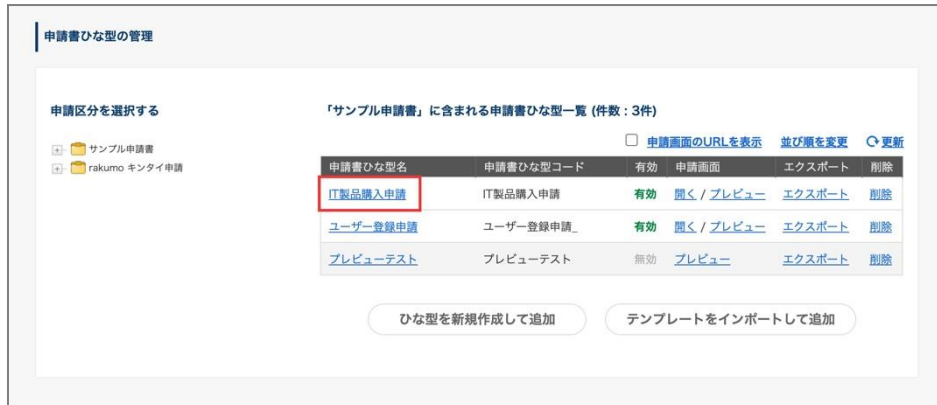 申請書ひな型の管理
申請区分を選択する
サンプル申請書
rakumo キンタイ申請
「サンプル申請書」に含まれる申請書ひな型一覧 (件数：3件)
申請画面のURLを表示 並び順を変更 更新
申請書ひな型名 申請書ひな型コード 有効 申請画面 エクスポート 削除
IT製品購入申請 IT製品購入申請 有効 開く / プレビュー エクスポート 削除
ユーザー登録申請 ユーザー登録申請_ 有効 開く / プレビュー エクスポート 削除
プレビューテスト プレビューテスト 無効 プレビュー エクスポート 削除
ひな型を新規作成して追加 テンプレートをインポートして追加